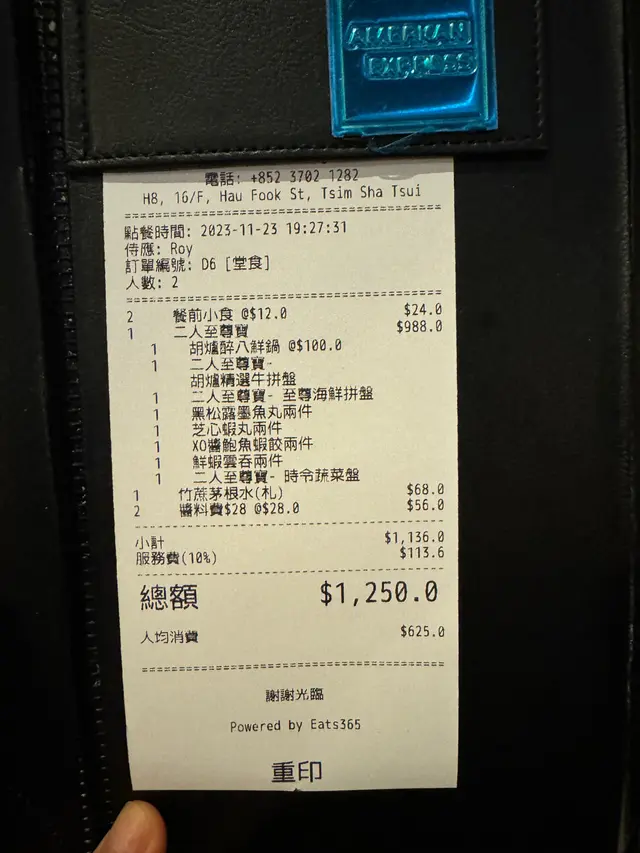 AMERICAN
EXPRESS
電話: +852 3702 1282
H8, 16/F, Hau Fook St, Tsim Sha Tsui
點餐時間: 2023-11-23 19:27:31
侍應: Roy
訂單編號: D6 [堂食]
人數: 2
2 餐前小食 @$12.0 $24.0
1 二人至尊寶 $988.0
1 胡爐醉八鮮鍋 @$100.0
1 二人至尊寶-
胡爐精選牛拼盤
1 二人至尊寶- 至尊海鮮拼盤
1 黑松露墨魚丸兩件
1 芝心蝦丸兩件
1 XO醬鮑魚蝦餃兩件
1 鮮蝦雲吞兩件
1 二人至尊寶- 時令蔬菜盤
1 竹蔗茅根水(札) $68.0
2 醬料費$28 @$28.0 $56.0
小計 $1,136.0
服務費(10%) $113.6
總額 $1,250.0
人均消費 $625.0
謝謝光臨
Powered by Eats365
重印